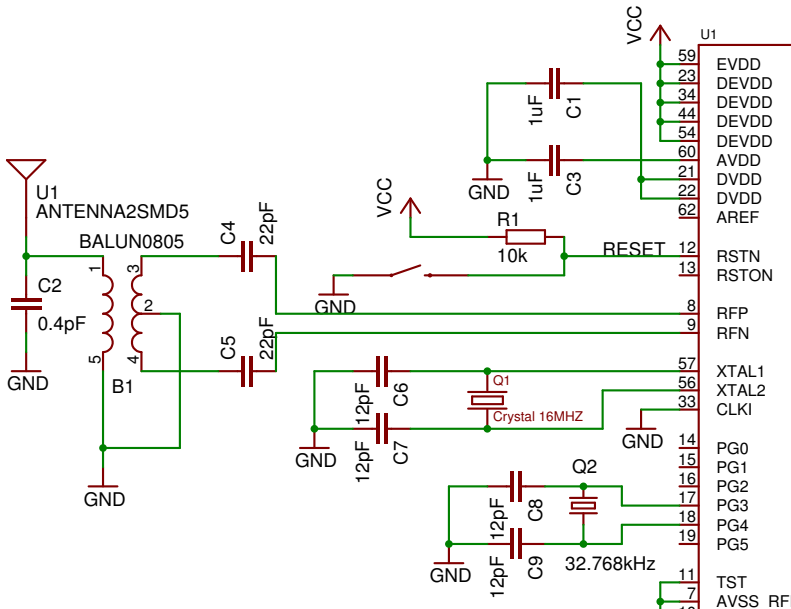 VCC
U1
59 EVDD
23 DEVDD
34 DEVDD
44 DEVDD
54 DEVDD
60 AVDD
21 DVDD
22 DVDD
62 AREF
12 RSTN
13 RSTON
8 RFP
9 RFN
57 XTAL1
56 XTAL2
33 CLKI
14 PG0
15 PG1
16 PG2
17 PG3
18 PG4
19 PG5
11 TST
7 AVSS_RF
1uF
C1
1uF
C3
GND
VCC
R1
10k
RESET
GND
U1
ANTENNA2SMD5
BALUN0805
C4
22pF
C2
0.4pF
1
3
2
5
4
B1
C5
22pF
GND
GND
12pF
C6
12pF
C7
GND
Q1
Crystal 16MHZ
GND
12pF
C8
12pF
C9
GND
Q2
32.768kHz